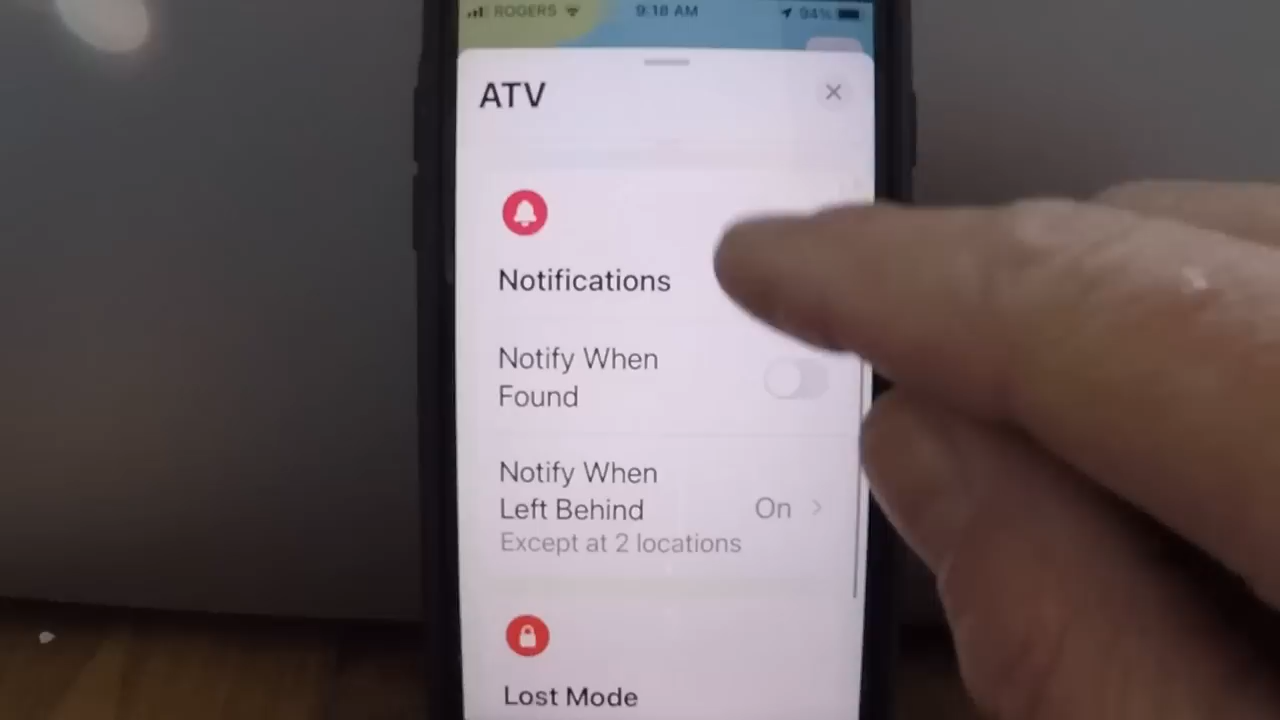 ROGERS 9:18 AM 94%
ATV
Notifications
Notify When
Found
Notify When
Left Behind On
Except at 2 locations
Lost Mode